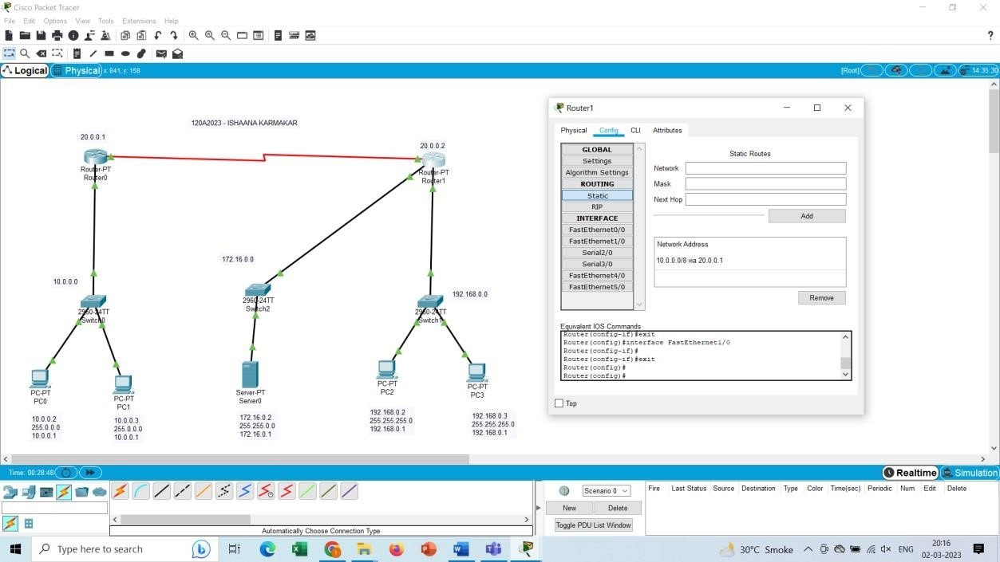 Cisco Packet Tracer
File Edit Options View Tools Extensions Help
?
Logical Physical x: 841, y: 158
[Root] 14:35:30
120A2023 - ISHAANA KARMAKAR
20.0.0.1
Router-PT
Router0
20.0.0.2
Router-PT
Router1
172.16.0.0
10.0.0.0
2960-24TT
Switch0
2960-24TT
Switch2
192.168.0.0
2960-24TT
Switch1
PC-PT
PC0
PC-PT
PC1
Server-PT
Server0
PC-PT
PC2
PC-PT
PC3
10.0.0.2
255.0.0.0
10.0.0.1
10.0.0.3
255.0.0.0
10.0.0.1
172.16.0.2
255.255.0.0
172.16.0.1
192.168.0.2
255.255.255.0
192.168.0.1
192.168.0.3
255.255.255.0
192.168.0.1
Router1
Physical Config CLI Attributes
GLOBAL
Settings
Algorithm Settings
ROUTING
Static
RIP
INTERFACE
FastEthernet0/0
FastEthernet1/0
Serial2/0
Serial3/0
FastEthernet4/0
FastEthernet5/0
Static Routes
Network
Mask
Next Hop
Add
Network Address
10.0.0.0/8 via 20.0.0.1
Remove
Equivalent IOS Commands
Router(config-if)#exit
Router(config)#interface FastEthernet1/0
Router(config-if)#
Router(config-if)#exit
Router(config)#
Router(config)#
Top
Time: 00:28:48
Realtime Simulation
Automatically Choose Connection Type
Scenario 0
New Delete
Toggle PDU List Window
Fire Last Status Source Destination Type Color Time(sec) Periodic Num Edit Delete
Type here to search
30°C Smoke ENG
20:16
02-03-2023